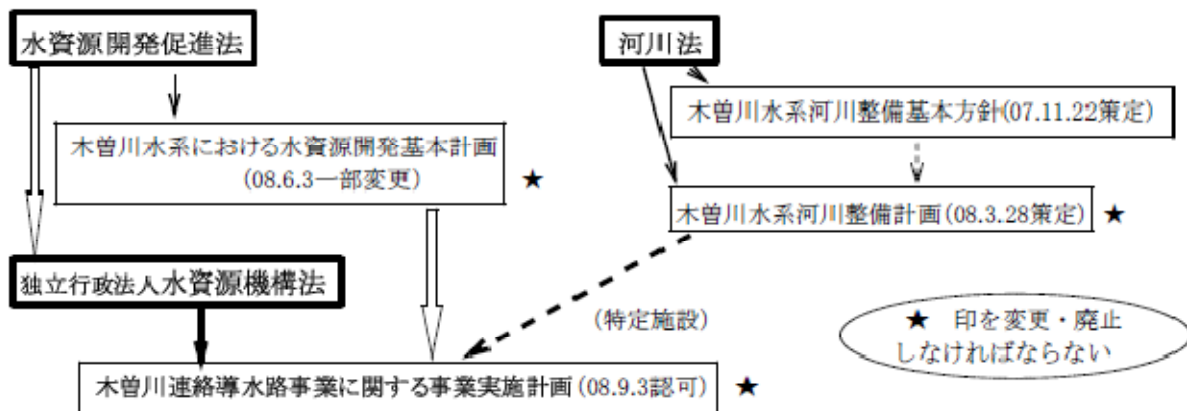 水資源開発促進法
河川法
木曽川水系河川整備基本方針(07.11.22策定)
木曽川水系における水資源開発基本計画
(08.6.3一部変更)
★
木曽川水系河川整備計画(08.3.28策定)
★
独立行政法人水資源機構法
(特定施設)
★ 印を変更・廃止
しなければならない
木曽川連絡導水路事業に関する事業実施計画(08.9.3認可)
★